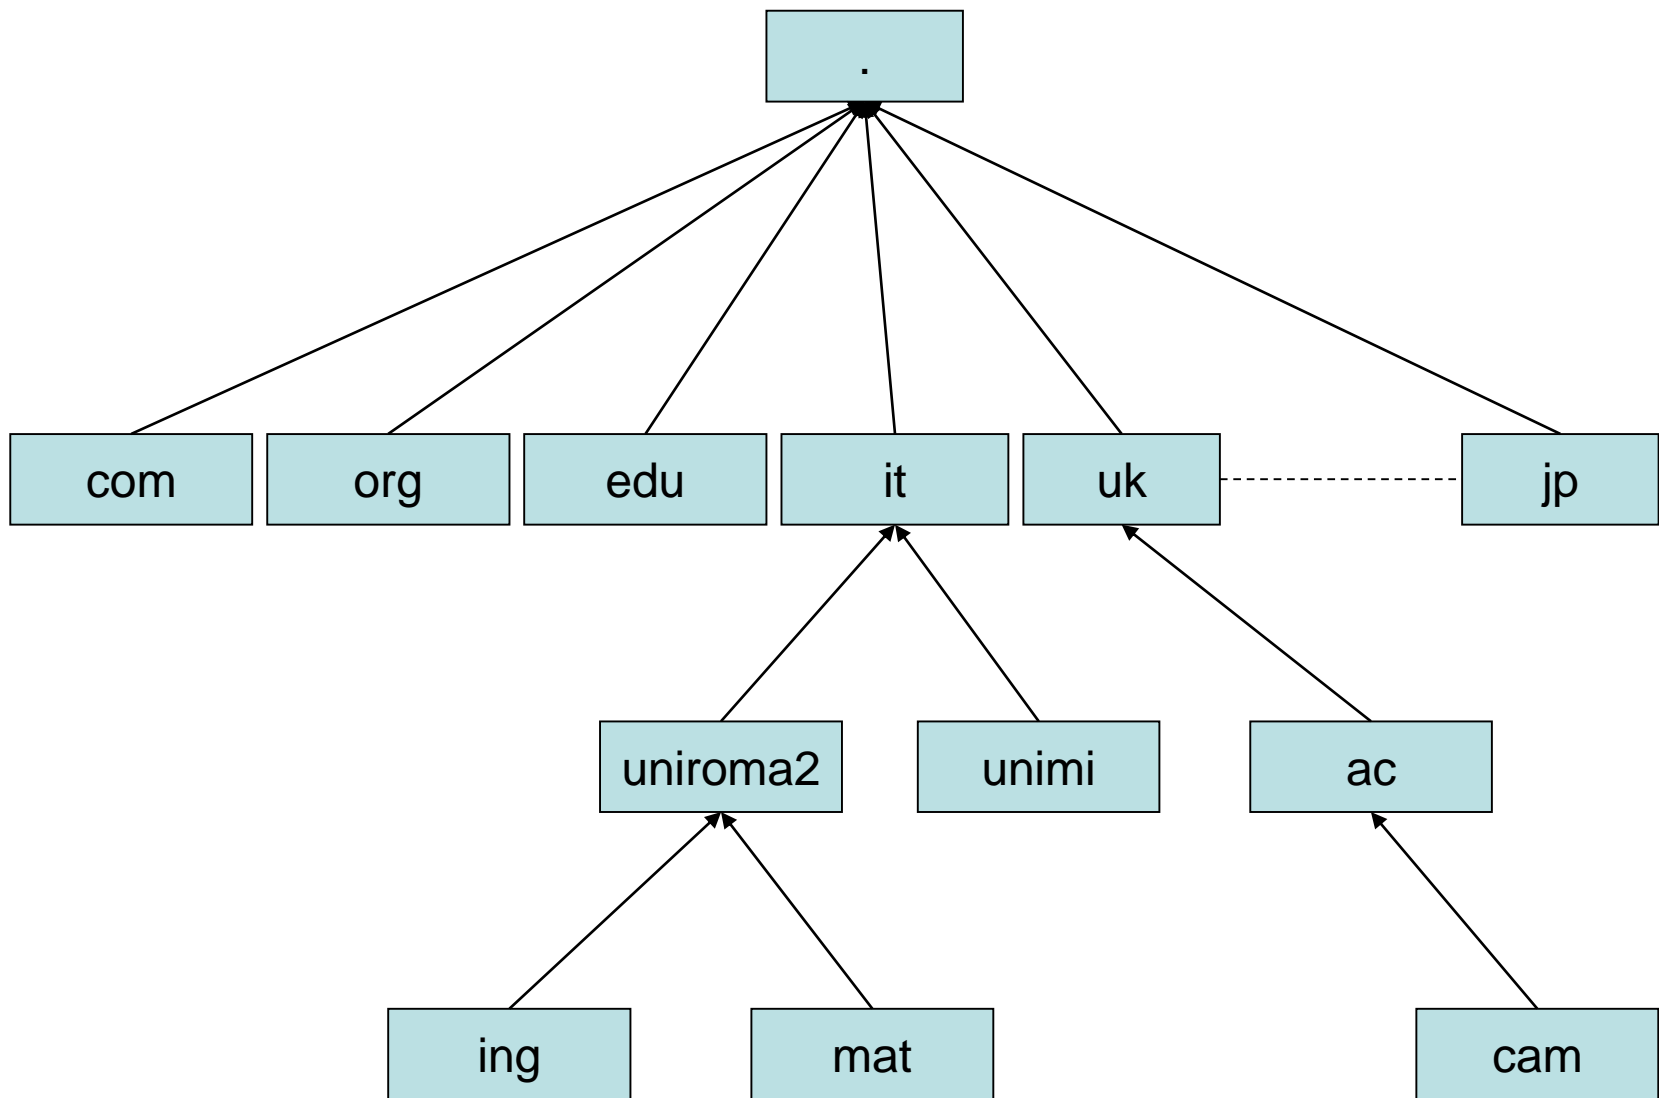 .
com
org
edu
it
uk
jp
uniroma2
unimi
ac
ing
mat
cam